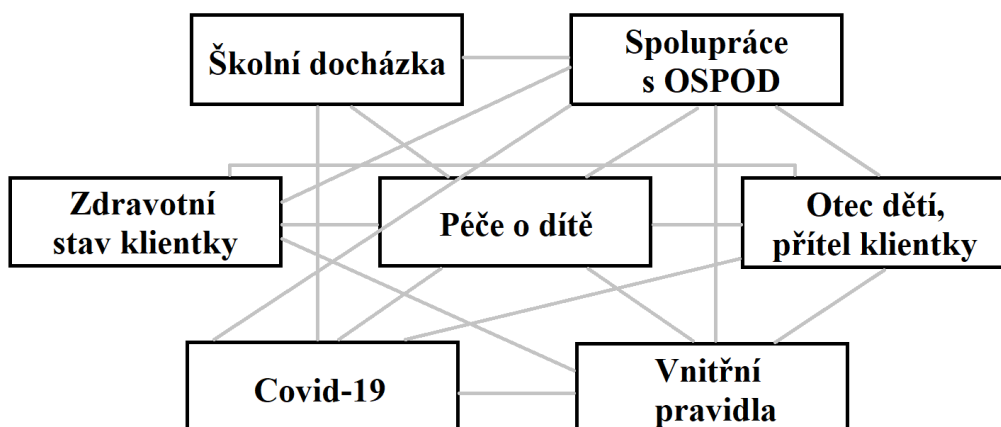 Školní docházka
Spolupráce
s OSPOD
Zdravotní
stav klientky
Péče o dítě
Otec dětí,
přítel klientky
Covid-19
Vnitřní
pravidla